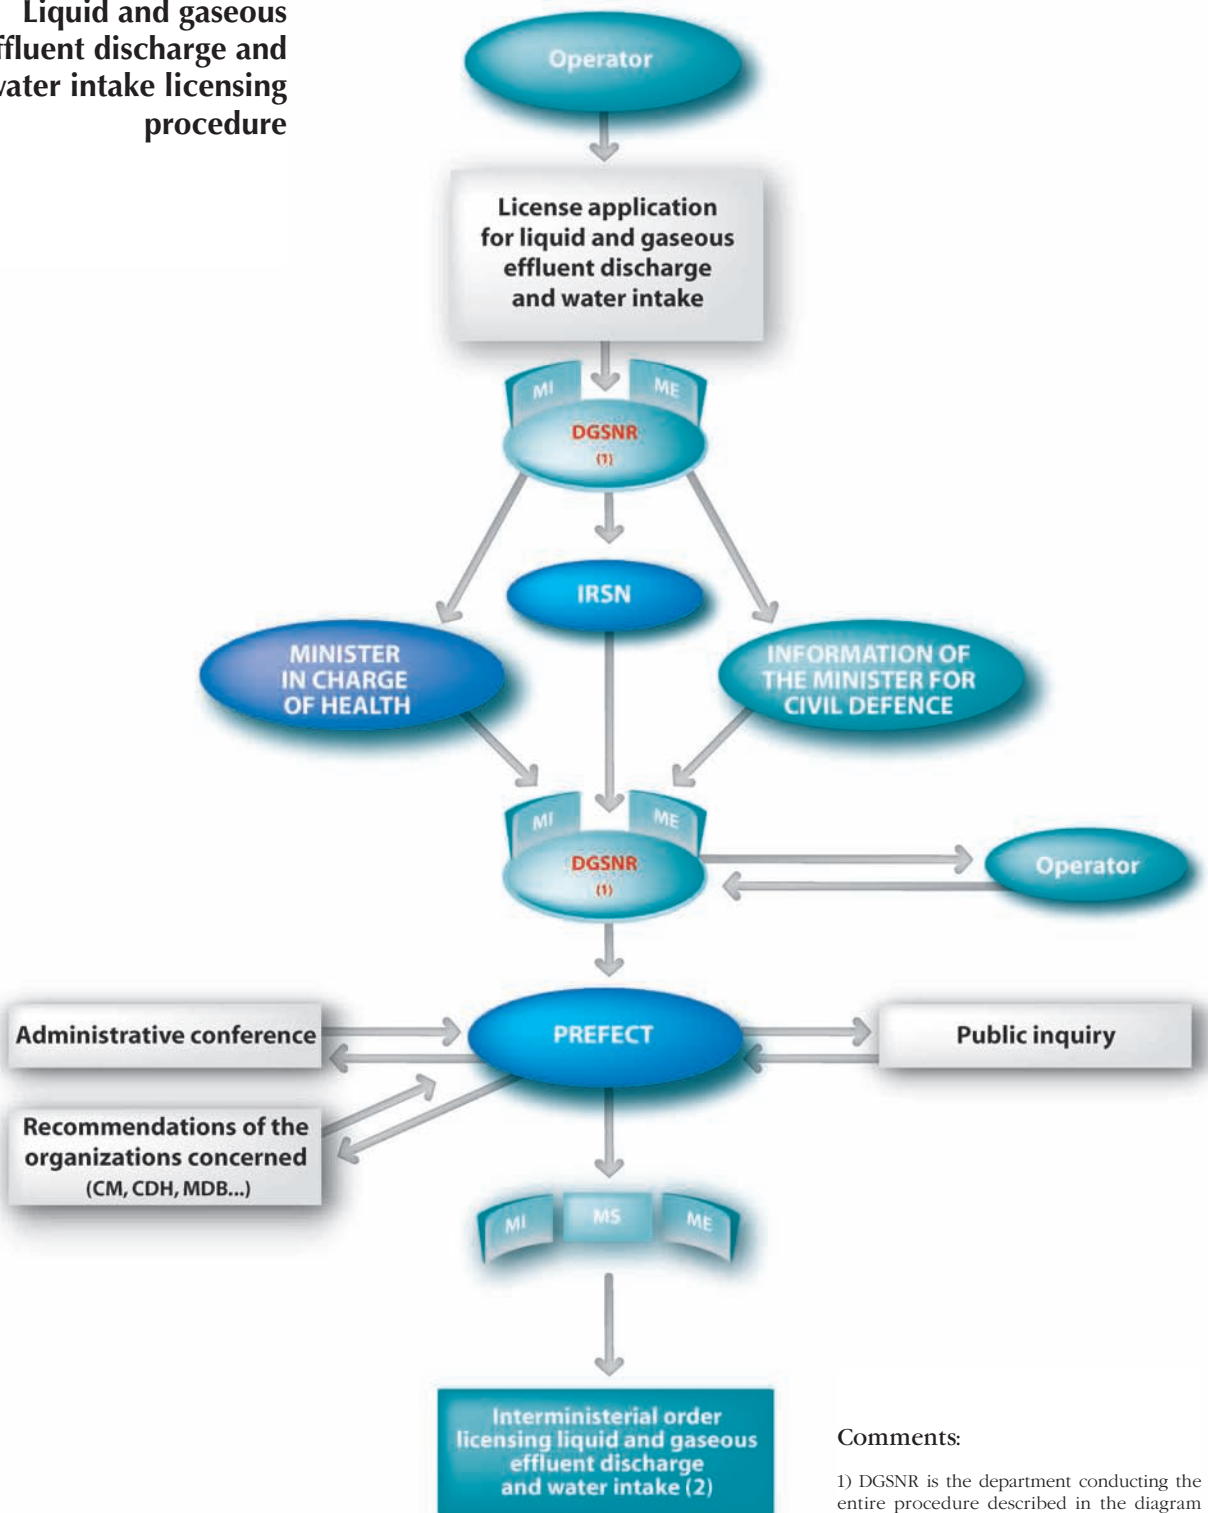 Liquid and gaseous
ffluent discharge and
water intake licensing
procedure
Operator
License application
for liquid and gaseous
effluent discharge
and water intake
MI
ME
DGSNR
(1)
IRSN
MINISTER
IN CHARGE
OF HEALTH
INFORMATION OF
THE MINISTER FOR
CIVIL DEFENCE
MI
ME
DGSNR
(1)
Operator
Administrative conference
PREFECT
Public inquiry
Recommendations of the
organizations concerned
(CM, CDH, MDB...)
MI
MS
ME
Interministerial order
licensing liquid and gaseous
effluent discharge
and water intake (2)
Comments:
1) DGSNR is the department conducting the
entire procedure described in the diagram